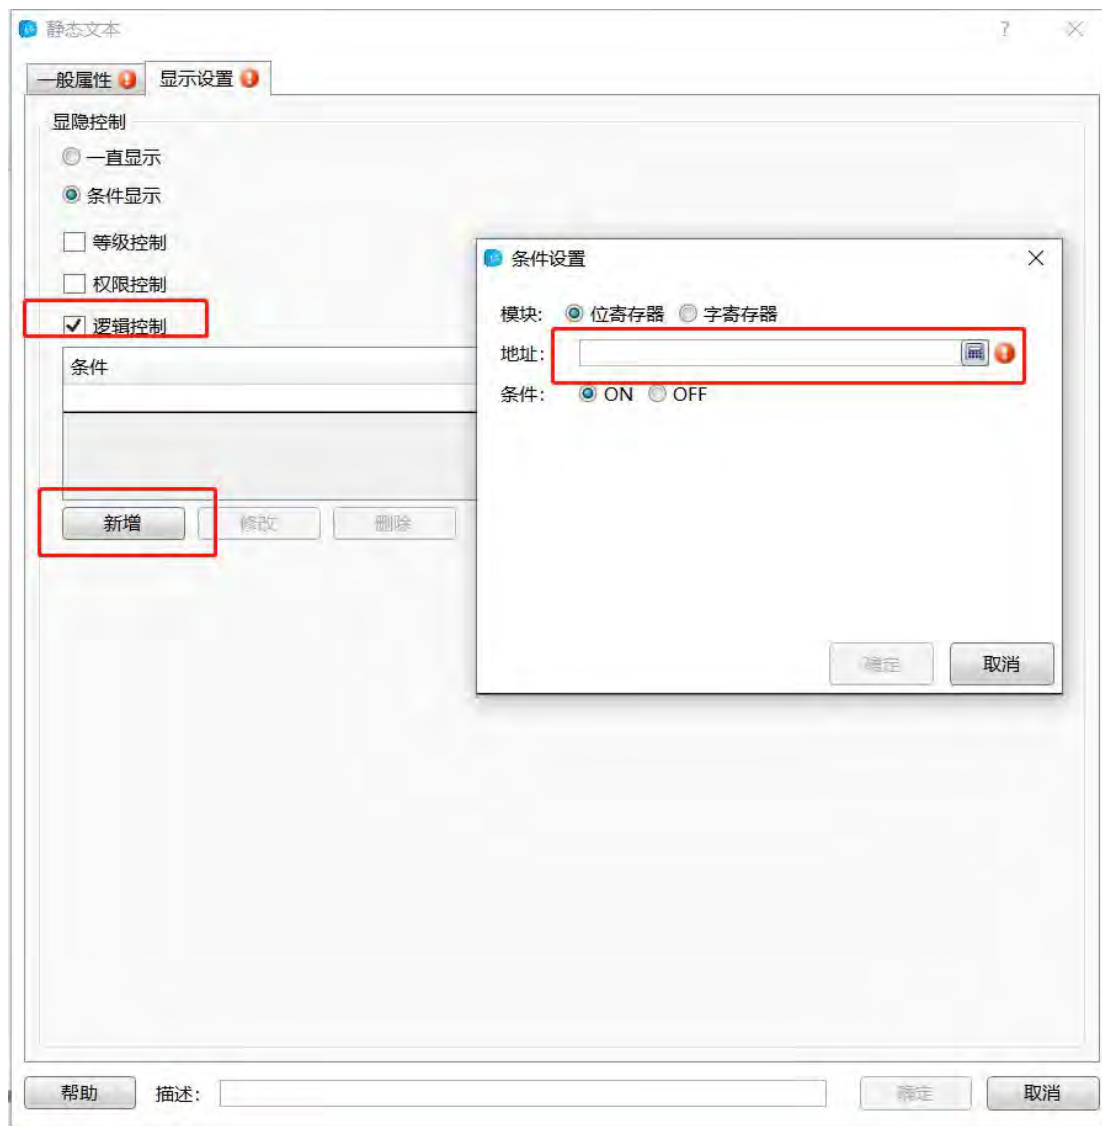 静态文本
一般属性 显示设置
显隐控制
一直显示
条件显示
等级控制
权限控制
逻辑控制
条件
新增 修改 删除
条件设置
模块: 位寄存器 字寄存器
地址:
条件: ON OFF
确定 取消
帮助 描述: 确定 取消